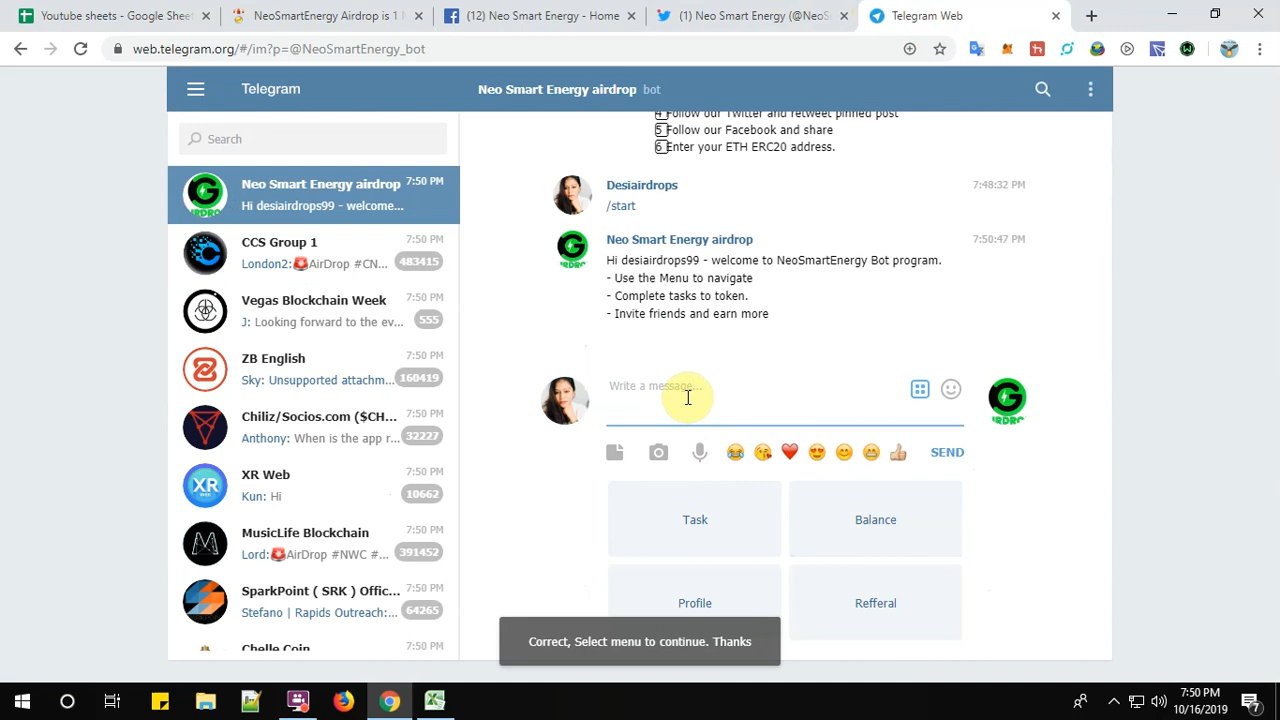 Youtube sheets - Google Sheet
NeoSmartEnergy Airdrop is 1 N
(12) Neo Smart Energy - Home
(1) Neo Smart Energy (@NeoS
Telegram Web
web.telegram.org/#/im?p=@NeoSmartEnergy_bot
Telegram
Neo Smart Energy airdrop bot
Search
Neo Smart Energy airdrop 7:50 PM
Hi desiairdrops99 - welcome...
CCS Group 1 7:50 PM
London2:🚨AirDrop #CN... 483415
Vegas Blockchain Week 7:50 PM
J: Looking forward to the ev... 555
ZB English 7:50 PM
Sky: Unsupported attachm... 160419
Chiliz/Socios.com ($CH... 7:50 PM
Anthony: When is the app r... 32227
XR Web 7:50 PM
Kun: Hi 10662
MusicLife Blockchain 7:50 PM
Lord:🚨AirDrop #NWC #... 391452
SparkPoint ( SRK ) Offic... 7:50 PM
Stefano | Rapids Outreach: ... 64265
Chelle Coin 7:50 PM
4 Follow our Twitter and retweet pinned post
5 Follow our Facebook and share
6 Enter your ETH ERC20 address.
Desiairdrops 7:48:32 PM
/start
Neo Smart Energy airdrop 7:50:47 PM
Hi desiairdrops99 - welcome to NeoSmartEnergy Bot program.
- Use the Menu to navigate
- Complete tasks to token.
- Invite friends and earn more
Write a message...
SEND
Task
Balance
Profile
Refferal
Correct, Select menu to continue. Thanks
7:50 PM
10/16/2019
7